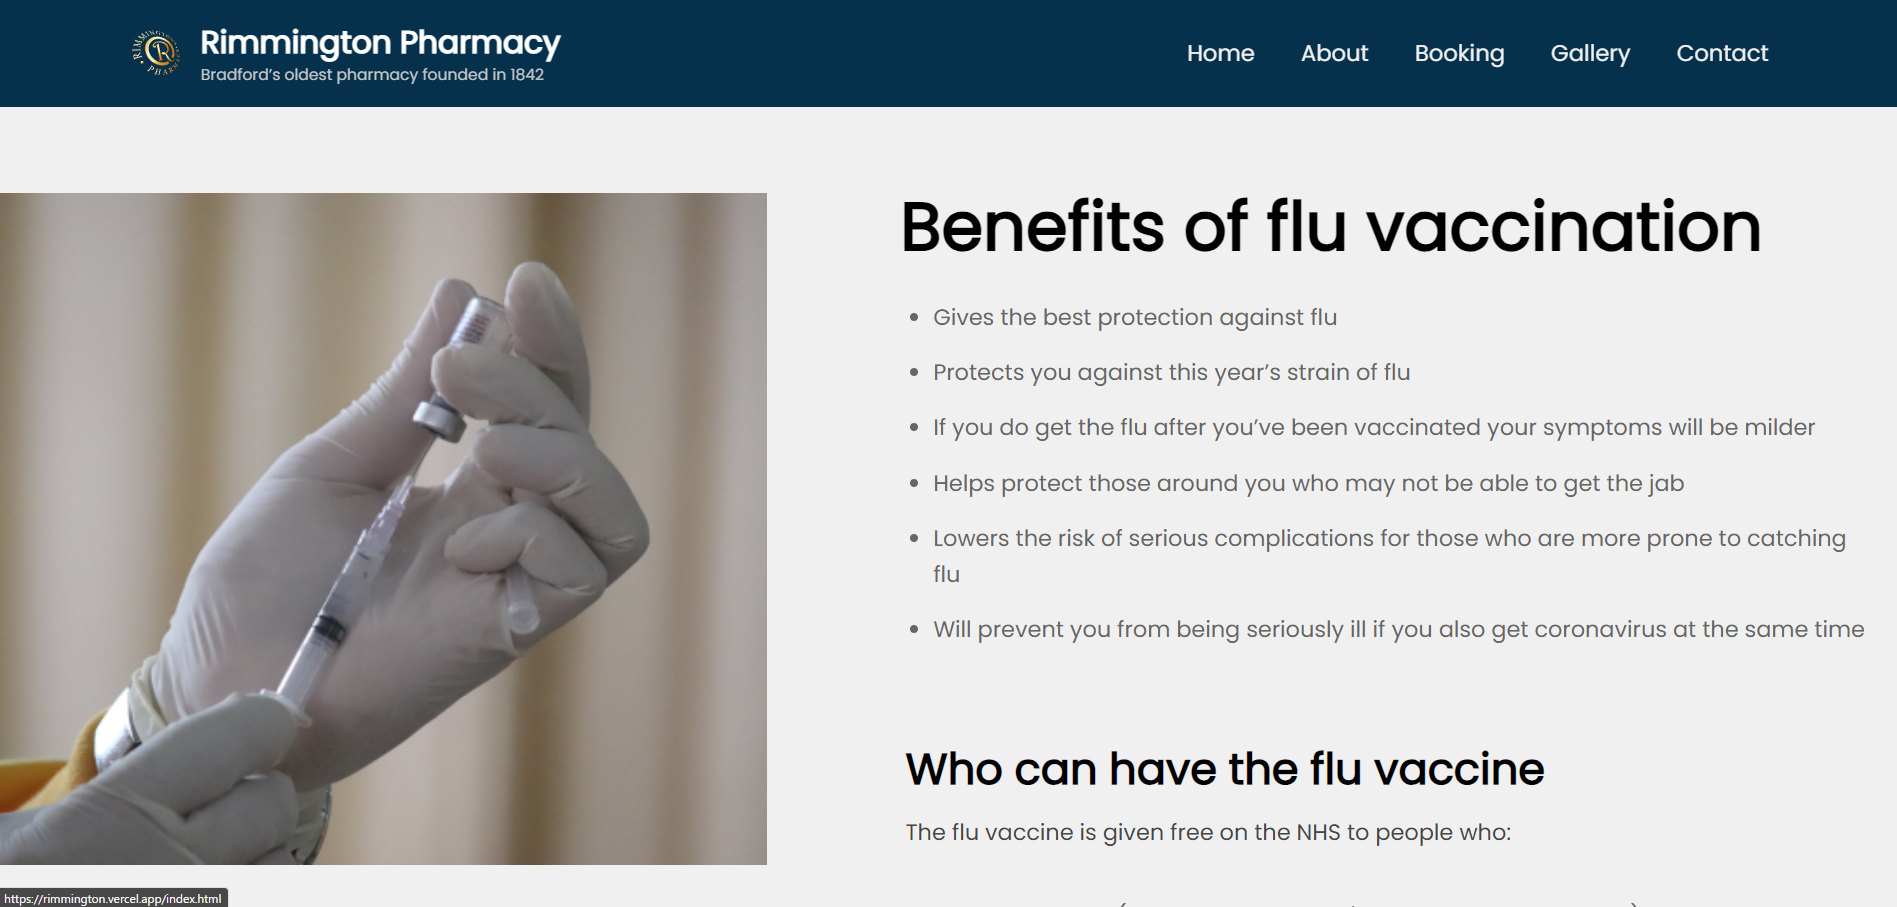 RIMMINGTON PHARMACY
Rimmington Pharmacy
Bradford's oldest pharmacy founded in 1842
Home About Booking Gallery Contact
Benefits of flu vaccination
• Gives the best protection against flu
• Protects you against this year's strain of flu
• If you do get the flu after you've been vaccinated your symptoms will be milder
• Helps protect those around you who may not be able to get the jab
• Lowers the risk of serious complications for those who are more prone to catching
flu
• Will prevent you from being seriously ill if you also get coronavirus at the same time
Who can have the flu vaccine
The flu vaccine is given free on the NHS to people who:
https://rimmington.vercel.app/index.html